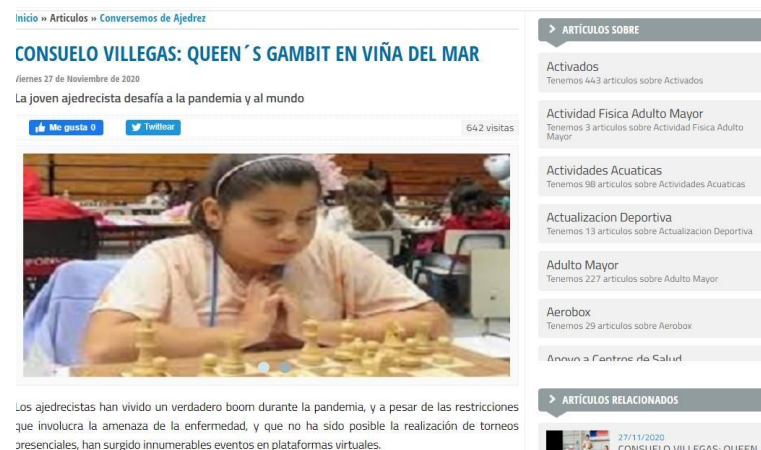 Inicio » Articulos » Conversemos de Ajedrez
CONSUELO VILLEGAS: QUEEN´S GAMBIT EN VIÑA DEL MAR
Viernes 27 de Noviembre de 2020
La joven ajedrecista desafía a la pandemia y al mundo
Me gusta 0
Twittear
642 visitas
Los ajedrecistas han vivido un verdadero boom durante la pandemia, y a pesar de las restricciones
que involucra la amenaza de la enfermedad, y que no ha sido posible la realización de torneos
presenciales, han surgido innumerables eventos en plataformas virtuales.
ARTÍCULOS SOBRE
Activados
Tenemos 443 articulos sobre Activados
Actividad Fisica Adulto Mayor
Tenemos 3 articulos sobre Actividad Fisica Adulto
Mayor
Actividades Acuaticas
Tenemos 98 articulos sobre Actividades Acuaticas
Actualizacion Deportiva
Tenemos 13 articulos sobre Actualizacion Deportiva
Adulto Mayor
Tenemos 227 articulos sobre Adulto Mayor
Aerobox
Tenemos 29 articulos sobre Aerobox
Apoyo a Centros de Salud
ARTÍCULOS RELACIONADOS
27/11/2020
CONSUELO VILLEGAS: QUEEN